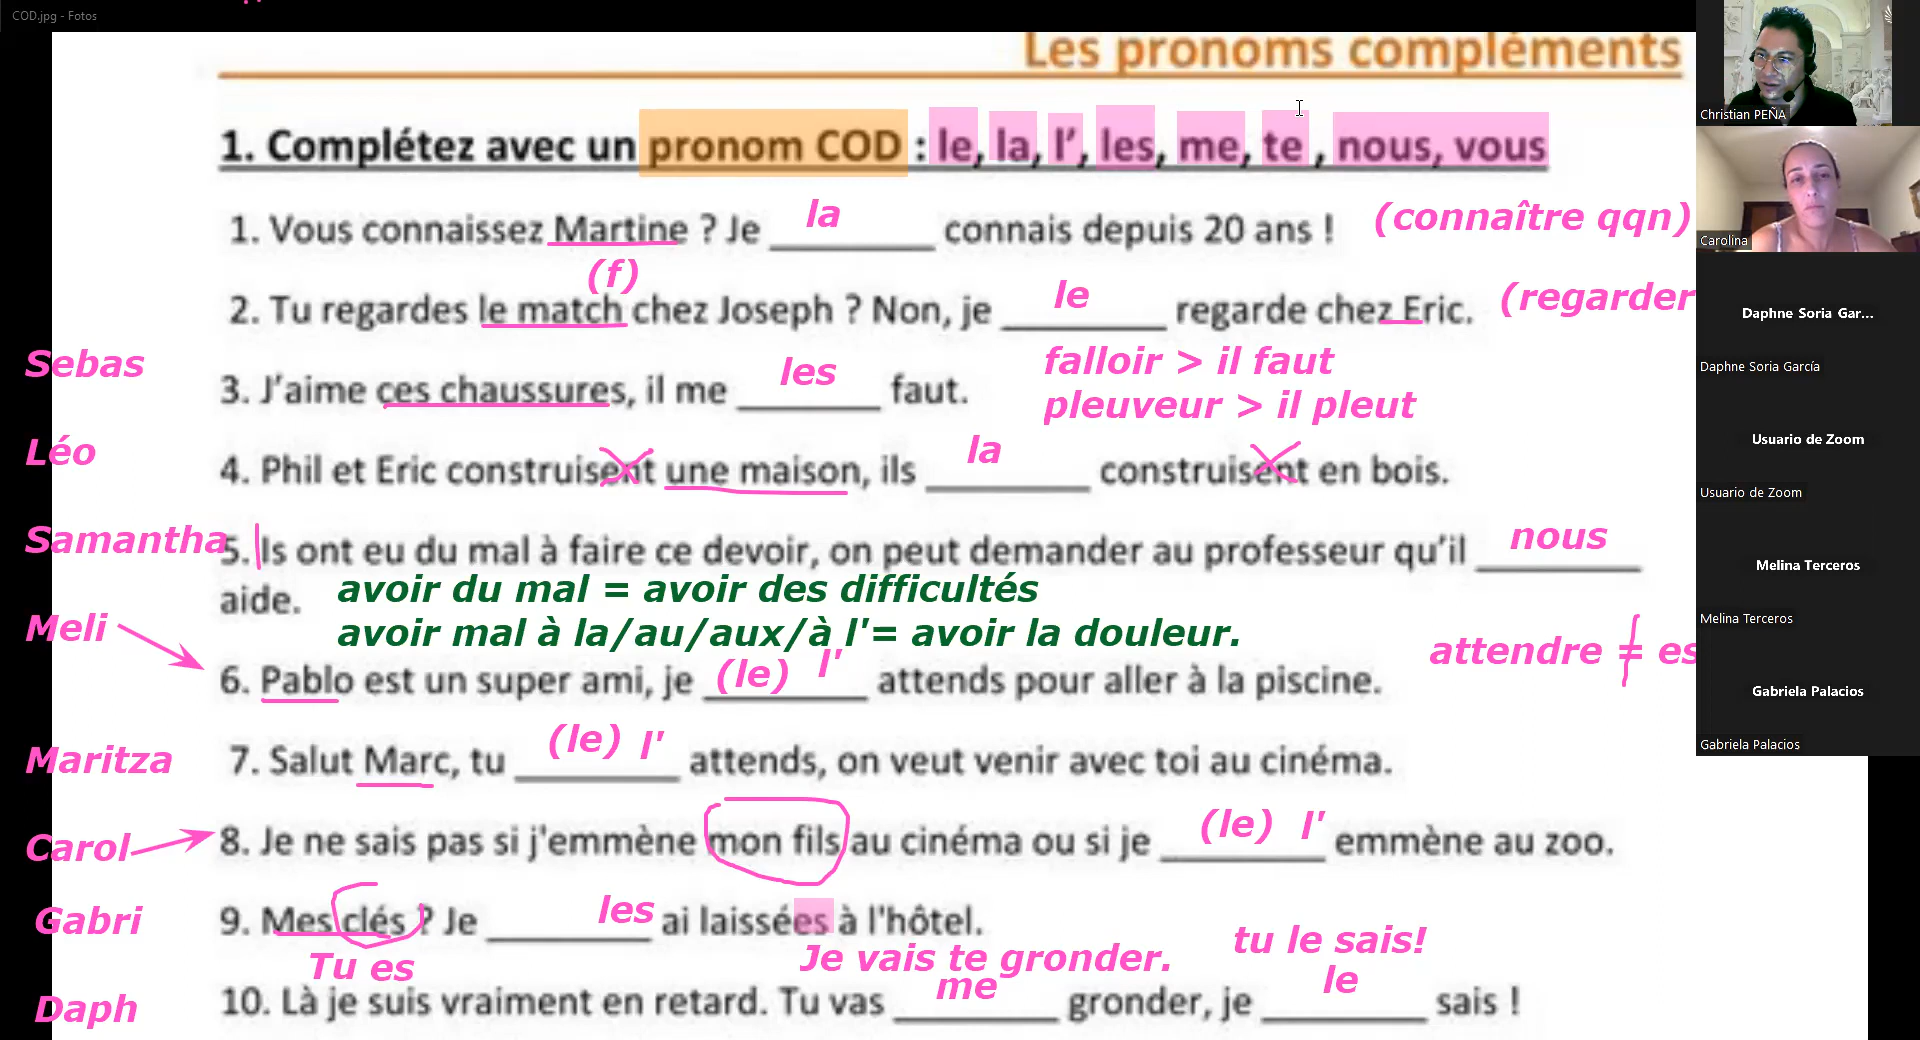 COD.jpg - Fotos
Les pronoms compléments
1. Complétez avec un pronom COD : le, la, l’, les, me, te , nous, vous
1. Vous connaissez Martine ? Je la connais depuis 20 ans ! (connaître qqn)
(f)
2. Tu regardes le match chez Joseph ? Non, je le regarde chez Eric. (regarder
Sebas
falloir > il faut
3. J’aime ces chaussures, il me les faut.
pleuveur > il pleut
Léo
4. Phil et Eric construisent une maison, ils la construisent en bois.
Samantha
5. Is ont eu du mal à faire ce devoir, on peut demander au professeur qu’il nous
aide.
avoir du mal = avoir des difficultés
avoir mal à la/au/aux/à l'= avoir la douleur.
Meli
attendre = es
6. Pablo est un super ami, je (le) l' attends pour aller à la piscine.
Maritza
7. Salut Marc, tu (le) l' attends, on veut venir avec toi au cinéma.
Carol
8. Je ne sais pas si j'emmène mon fils au cinéma ou si je (le) l' emmène au zoo.
Gabri
9. Mes clés ? Je les ai laissées à l'hôtel.
Tu es
Je vais te gronder.
tu le sais!
Daph
10. Là je suis vraiment en retard. Tu vas me gronder, je le sais !
Christian PEÑA
Carolina
Daphne Soria Gar...
Daphne Soria García
Usuario de Zoom
Usuario de Zoom
Melina Terceros
Melina Terceros
Gabriela Palacios
Gabriela Palacios